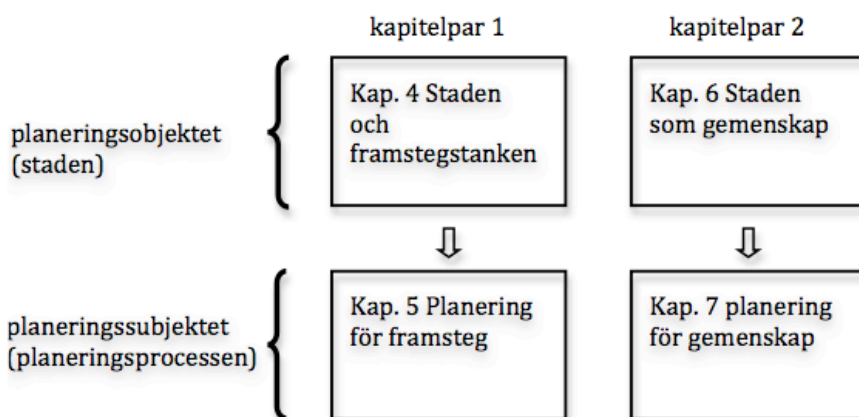 kapitelpar 1
kapitelpar 2
planeringsobjektet
(staden)
Kap. 4 Staden
och
framstegstanken
Kap. 6 Staden
som gemenskap
planeringssubjektet
(planeringsprocessen)
Kap. 5 Planering
för framsteg
Kap. 7 planering
för gemenskap